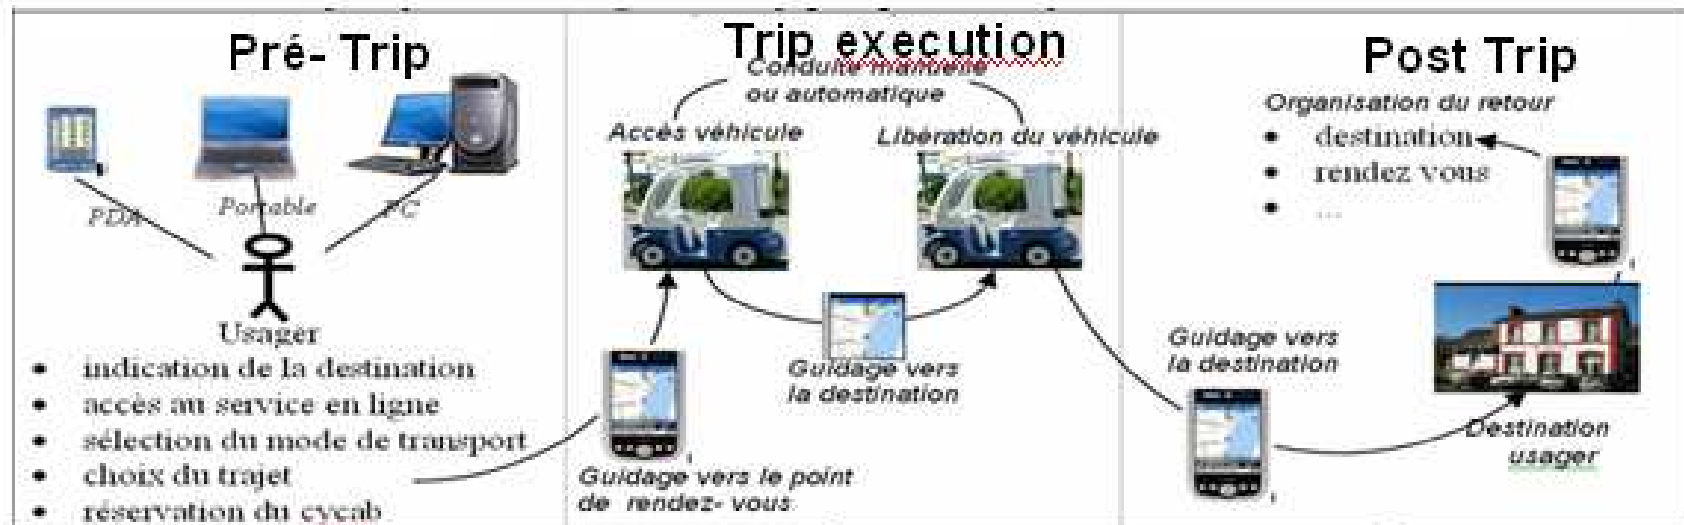 Pré- Trip
PDA
Portable
PC
Usager
• indication de la destination
• accès au service en ligne
• sélection du mode de transport
• choix du trajet
• réservation du cycab
Trip execution
Conduite manuelle
ou automatique
Accès véhicule
Libération du véhicule
Guidage vers
la destination
Guidage vers le point
de rendez- vous
Post Trip
Organisation du retour
• destination
• rendez vous
• ...
Guidage vers
la destination
Destination
usager